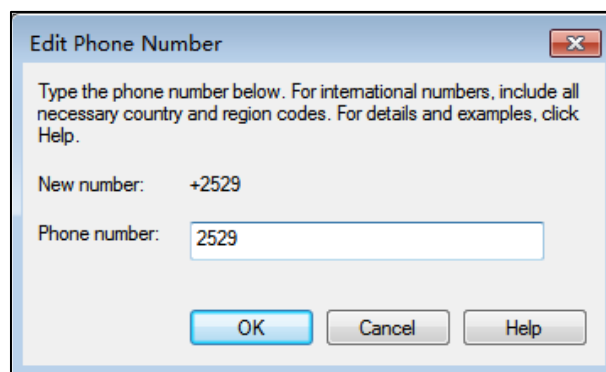 Edit Phone Number
Type the phone number below. For international numbers, include all
necessary country and region codes. For details and examples, click
Help.
New number: +2529
Phone number: 2529
OK Cancel Help